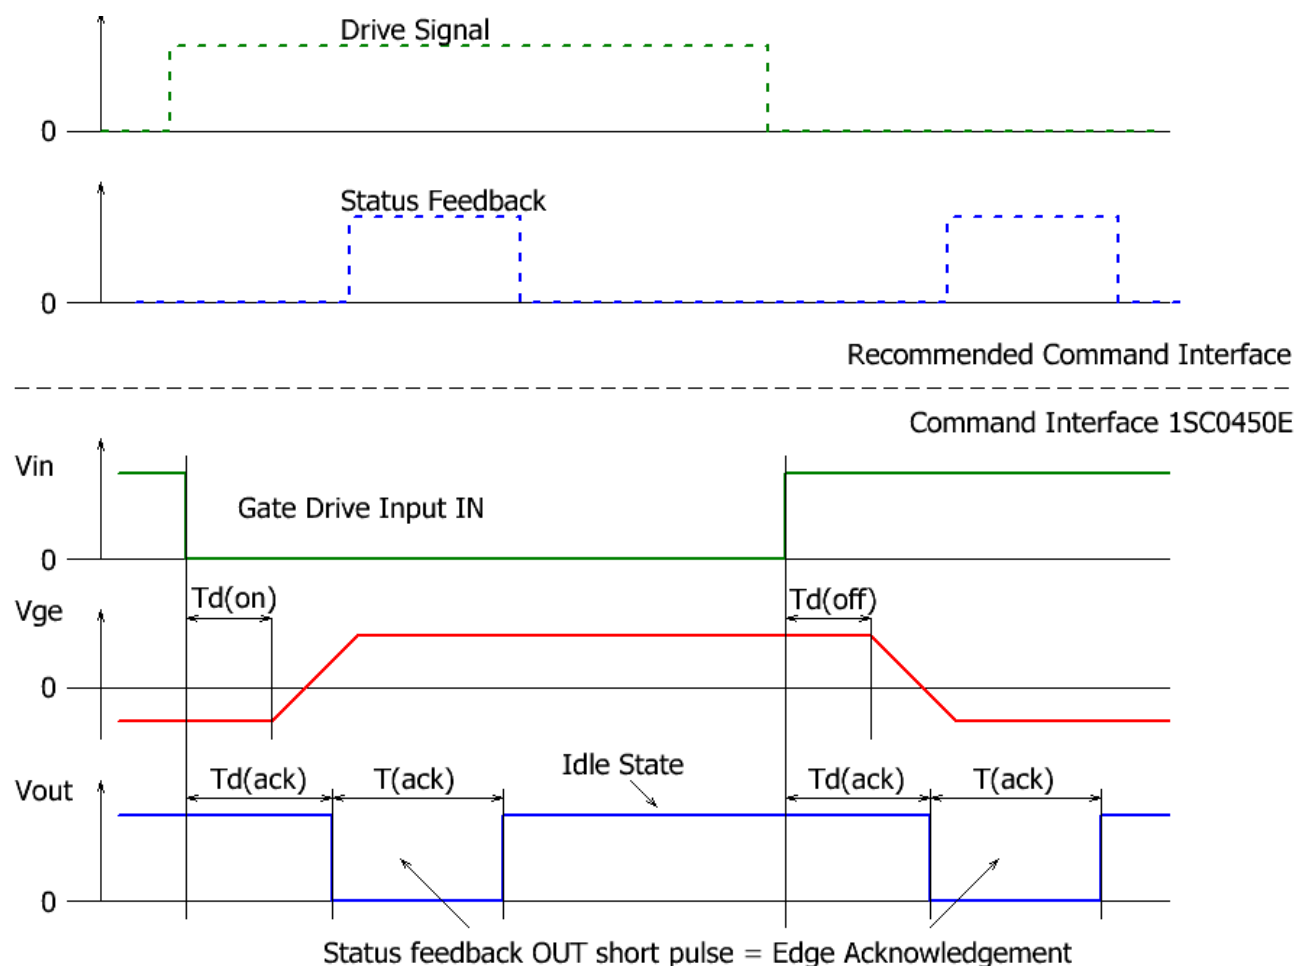 Drive Signal
0
Status Feedback
0
Recommended Command Interface
Command Interface 1SC0450E
Vin
Gate Drive Input IN
0
Td(on)
Td(off)
Vge
0
Idle State
Td(ack)
T(ack)
Td(ack)
T(ack)
Vout
0
Status feedback OUT short pulse = Edge Acknowledgement